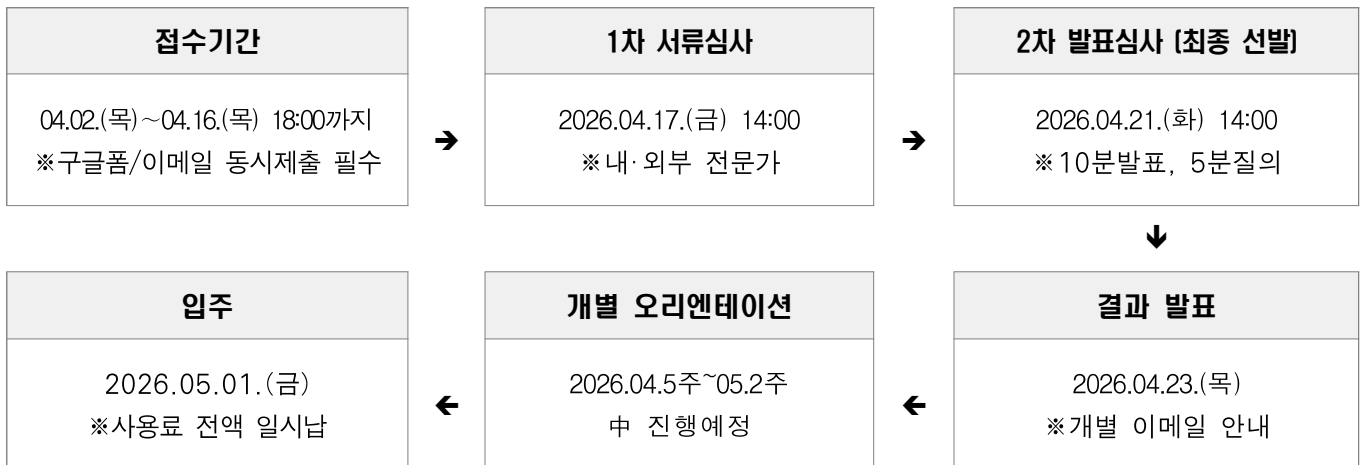 접수기간
04.02.(목)~04.16.(목) 18:00까지
※구글폼/이메일 동시제출 필수
➔
1차 서류심사
2026.04.17.(금) 14:00
※내·외부 전문가
➔
2차 발표심사 (최종 선발)
2026.04.21.(화) 14:00
※10분발표, 5분질의
🡻
결과 발표
2026.04.23.(목)
※개별 이메일 안내
🡸
개별 오리엔테이션
2026.04.5주~05.2주
中 진행예정
🡸
입주
2026.05.01.(금)
※사용료 전액 일시납